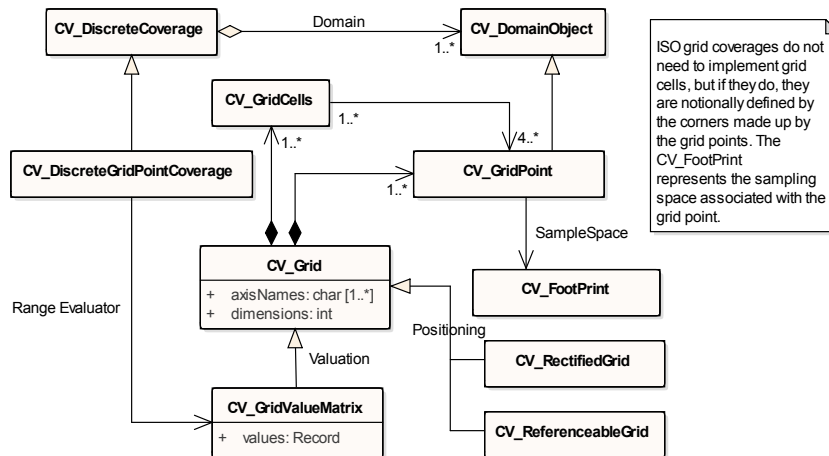 CV_DiscreteCoverage
Domain
1..*
CV_DomainObject
ISO grid coverages do not
need to implement grid
cells, but if they do, they
are notionally defined by
the corners made up by
the grid points. The
CV_FootPrint
represents the sampling
space associated with the
grid point.
CV_GridCells
1..*
1..*
4..*
CV_DiscreteGridPointCoverage
CV_GridPoint
1..*
SampleSpace
CV_Grid
+ axisNames: char [1..*]
+ dimensions: int
CV_FootPrint
Range Evaluator
Positioning
Valuation
CV_RectifiedGrid
CV_GridValueMatrix
+ values: Record
CV_ReferenceableGrid